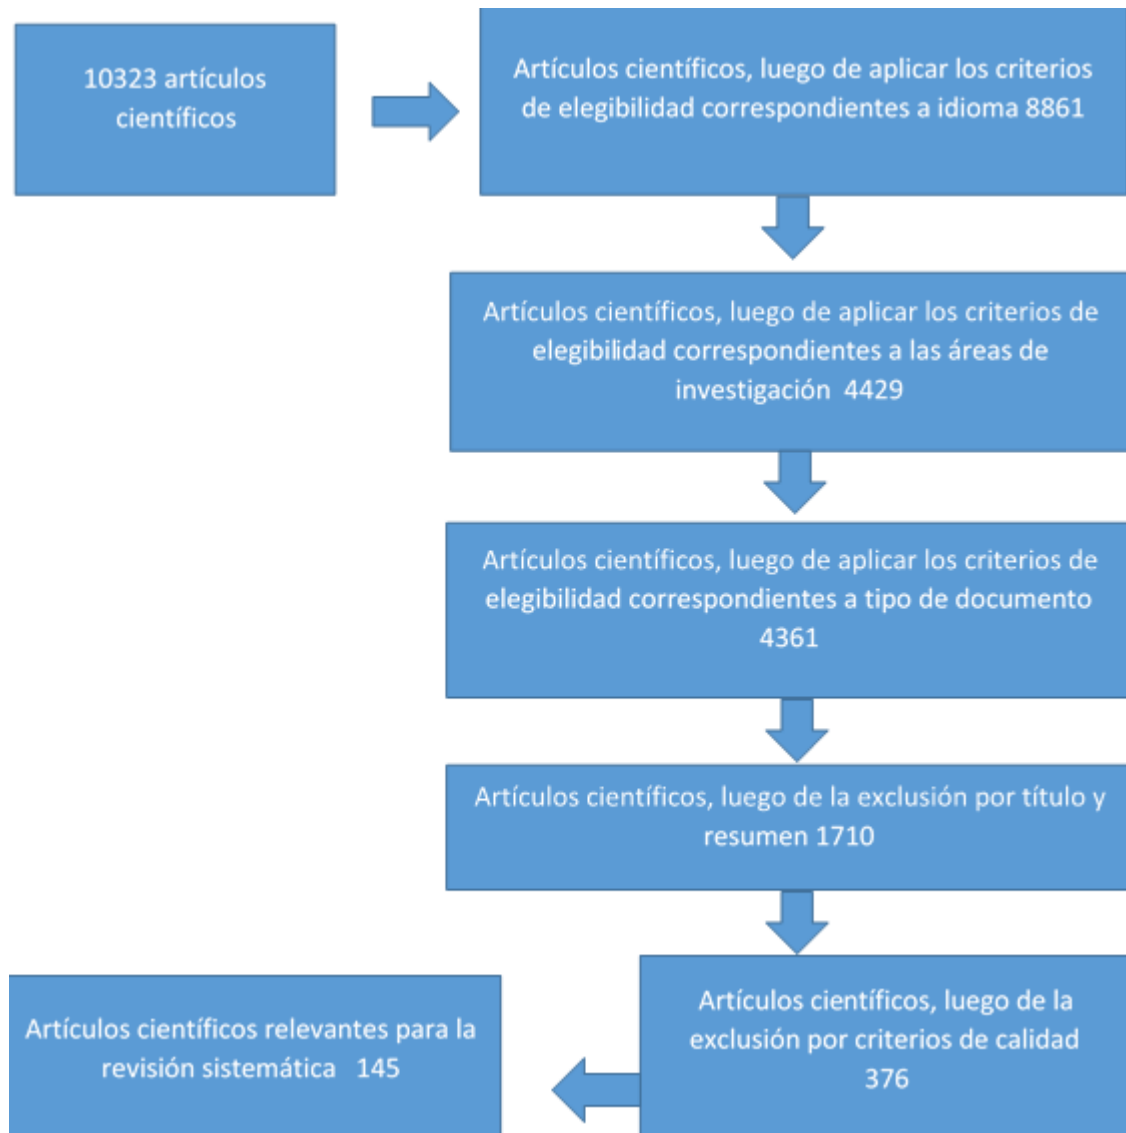 10323 artículos
científicos
Artículos científicos, luego de aplicar los criterios
de elegibilidad correspondientes a idioma 8861
Artículos científicos, luego de aplicar los criterios de
elegibilidad correspondientes a las áreas de
investigación 4429
Artículos científicos, luego de aplicar los criterios de
elegibilidad correspondientes a tipo de documento
4361
Artículos científicos, luego de la exclusión por título y
resumen 1710
Artículos científicos, luego de la
exclusión por criterios de calidad
376
Artículos científicos relevantes para la
revisión sistemática 145